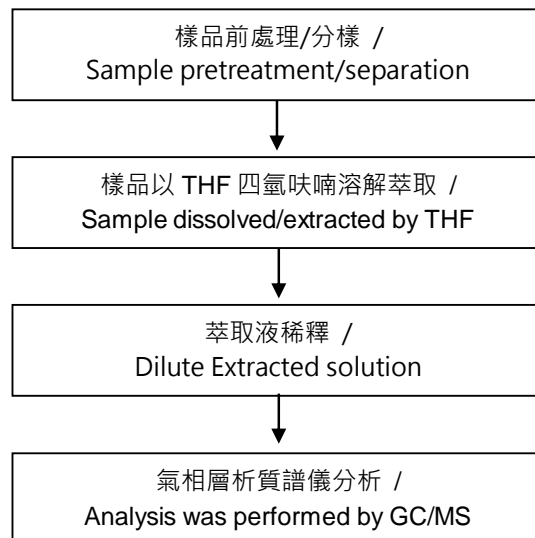 樣品前處理/分樣 /
Sample pretreatment/separation
樣品以 THF 四氫呋喃溶解萃取 /
Sample dissolved/extracted by THF
萃取液稀釋 /
Dilute Extracted solution
氣相層析質譜儀分析 /
Analysis was performed by GC/MS